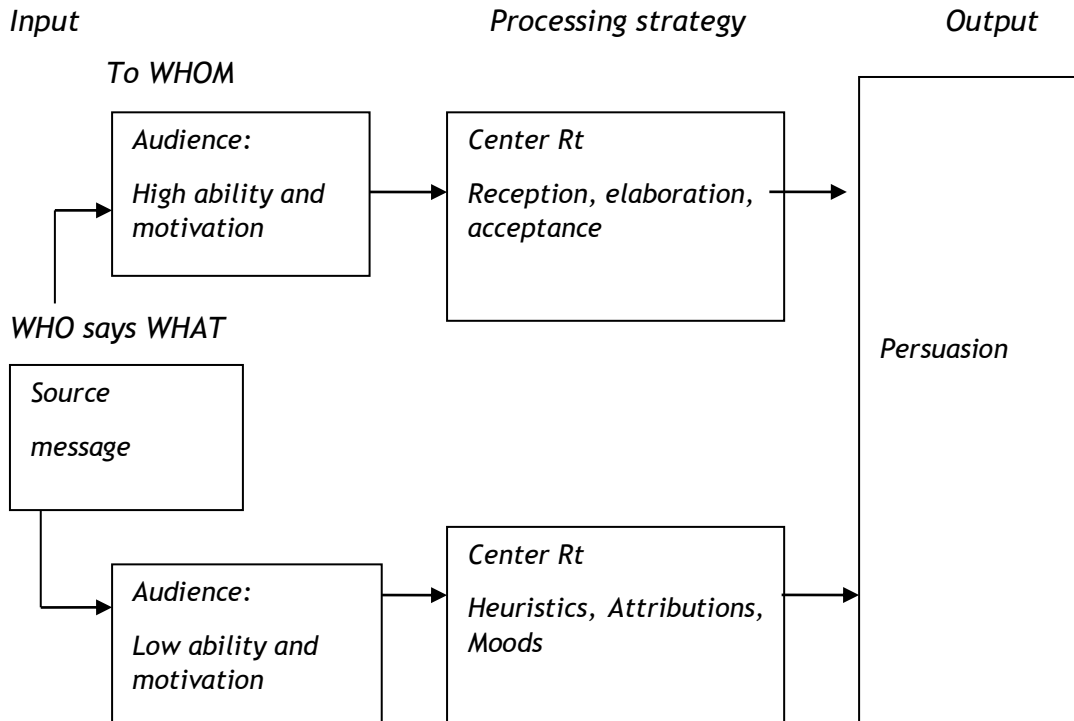 Input
Processing strategy
Output
To WHOM
Audience:
High ability and
motivation
Center Rt
Reception, elaboration,
acceptance
WHO says WHAT
Persuasion
Source
message
Audience:
Low ability and
motivation
Center Rt
Heuristics, Attributions,
Moods